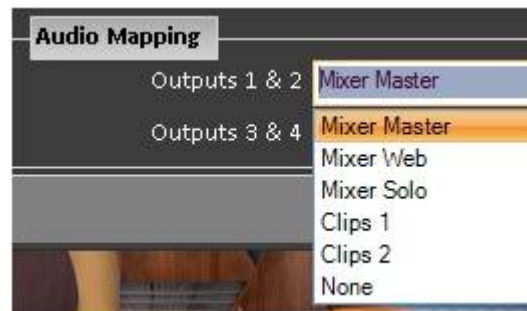 Audio Mapping
Outputs 1 & 2 Mixer Master
Outputs 3 & 4 Mixer Master
Mixer Web
Mixer Solo
Clips 1
Clips 2
None